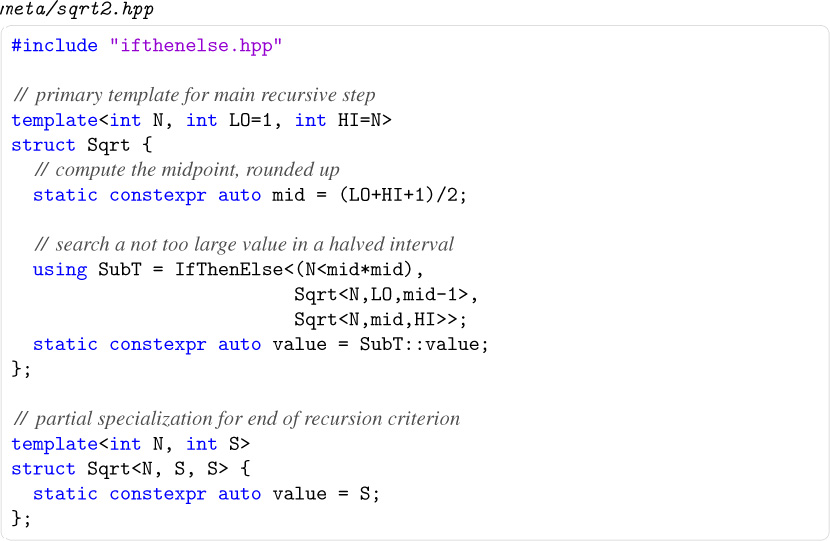 meta/sqrt2.hpp
#include "ifthenelse.hpp"
// primary template for main recursive step
template<int N, int LO=1, int HI=N>
struct Sqrt {
// compute the midpoint, rounded up
static constexpr auto mid = (LO+HI+1)/2;
// search a not too large value in a halved interval
using SubT = IfThenElse<(N<mid*mid),
Sqrt<N,LO,mid-1>,
Sqrt<N,mid,HI>>;
static constexpr auto value = SubT::value;
};
// partial specialization for end of recursion criterion
template<int N, int S>
struct Sqrt<N, S, S> {
static constexpr auto value = S;
};